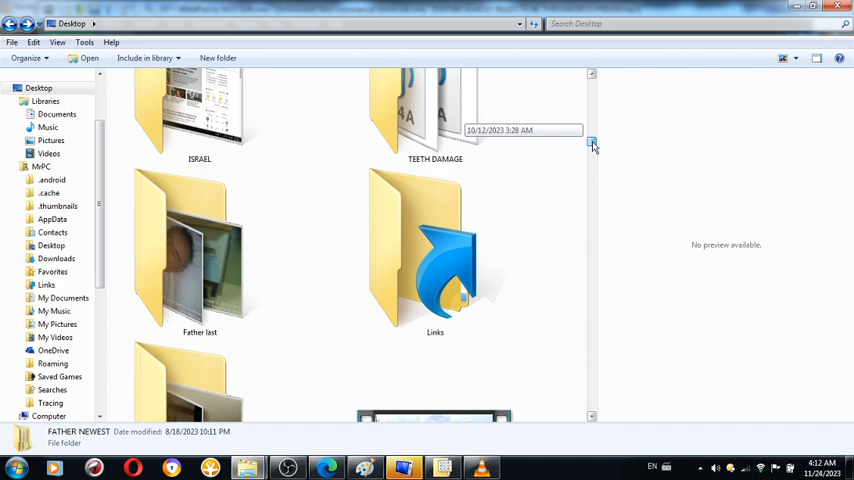 Desktop
Search Desktop
File Edit View Tools Help
Organize Open Include in library New folder
Desktop
Libraries
Documents
Music
Pictures
Videos
MrPC
.android
.cache
.thumbnails
AppData
Contacts
Desktop
Downloads
Favorites
Links
My Documents
My Music
My Pictures
My Videos
OneDrive
Roaming
Saved Games
Searches
Tracing
Computer
4A
A
10/12/2023 3:28 AM
ISRAEL
TEETH DAMAGE
Father last
Links
No preview available.
FATHER NEWEST Date modified: 8/18/2023 10:11 PM
File folder
EN
4:12 AM
11/24/2023